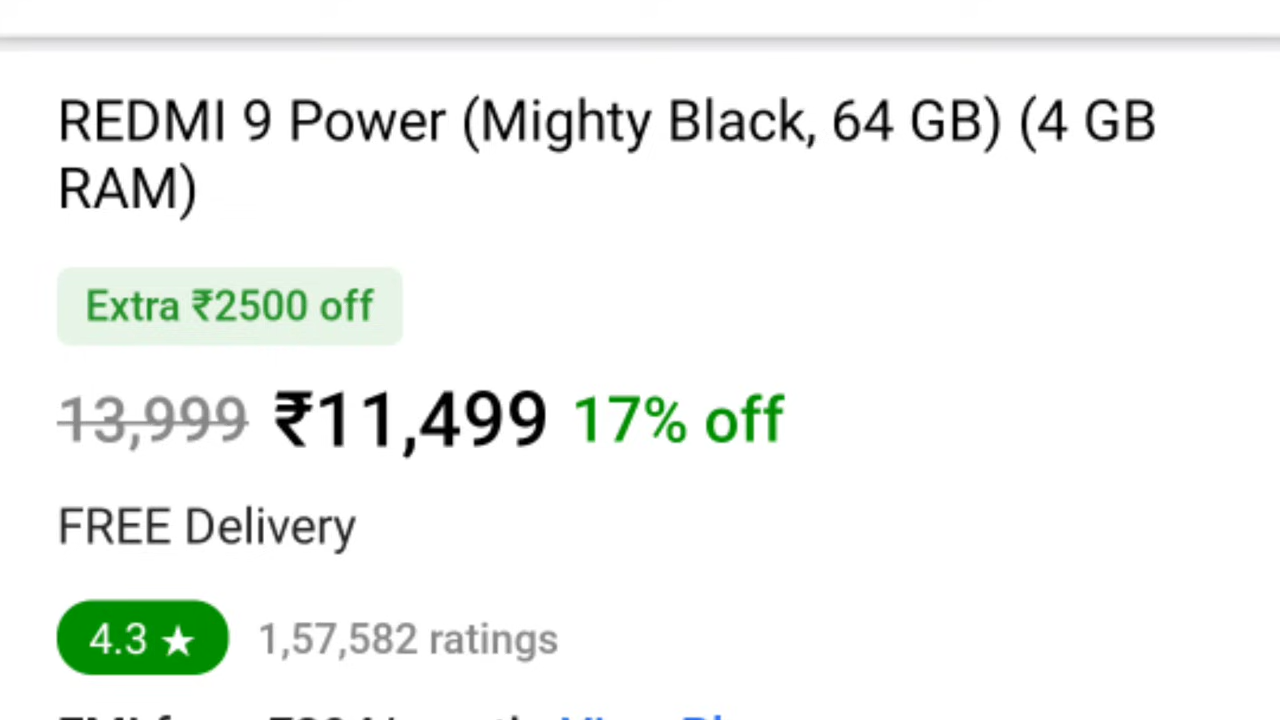 REDMI 9 Power (Mighty Black, 64 GB) (4 GB
RAM)
Extra ₹2500 off
13,999 ₹11,499 17% off
FREE Delivery
4.3 ★ 1,57,582 ratings